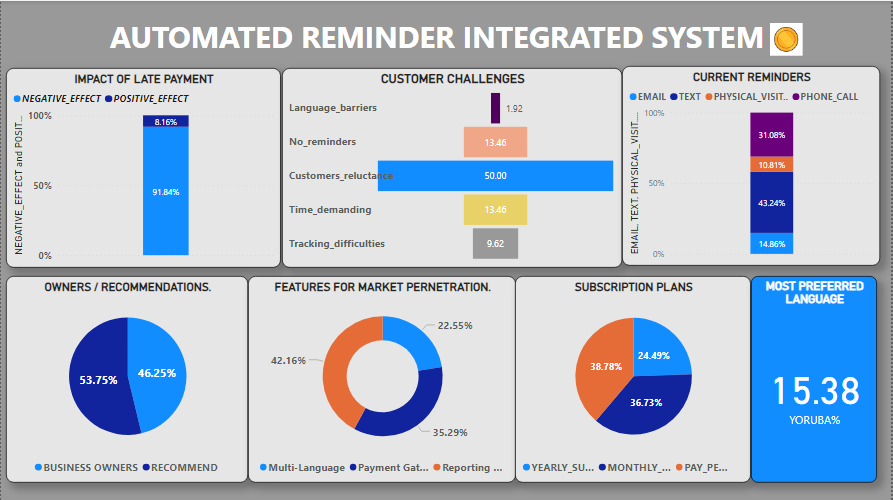 AUTOMATED REMINDER INTEGRATED SYSTEM
IMPACT OF LATE PAYMENT
NEGATIVE_EFFECT POSITIVE_EFFECT
NEGATIVE_EFFECT and POSIT...
100%
50%
0%
8.16%
91.84%
CUSTOMER CHALLENGES
Language_barriers 1.92
No_reminders 13.46
Customers_reluctance 50.00
Time_demanding 13.46
Tracking_difficulties 9.62
CURRENT REMINDERS
EMAIL TEXT PHYSICAL_VISIT... PHONE_CALL
EMAIL, TEXT, PHYSICAL_VISIT....
100%
50%
0%
31.08%
10.81%
43.24%
14.86%
OWNERS / RECOMMENDATIONS.
53.75% 46.25%
BUSINESS OWNERS RECOMMEND
FEATURES FOR MARKET PERNETRATION.
22.55%
42.16%
35.29%
Multi-Language Payment Gat... Reporting ...
SUBSCRIPTION PLANS
24.49%
38.78%
36.73%
YEARLY_SU... MONTHLY_... PAY_PE...
MOST PREFERRED
LANGUAGE
15.38
YORUBA%